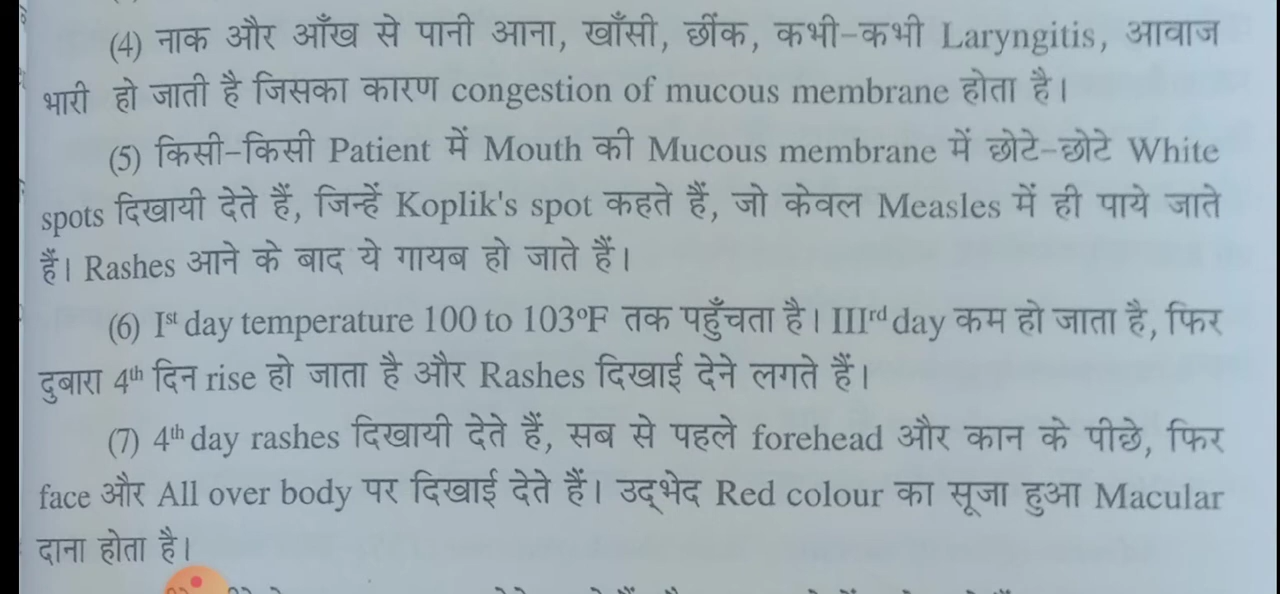 (4) नाक और आँख से पानी आना, खाँसी, छींक, कभी-कभी Laryngitis, आवाज
भारी हो जाती है जिसका कारण congestion of mucous membrane होता है।
(5) किसी-किसी Patient में Mouth की Mucous membrane में छोटे-छोटे White
spots दिखायी देते हैं, जिन्हें Koplik's spot कहते हैं, जो केवल Measles में ही पाये जाते
हैं। Rashes आने के बाद ये गायब हो जाते हैं।
(6) Ist day temperature 100 to 103ºF तक पहुँचता है। IIIrd day कम हो जाता है, फिर
दुबारा 4th दिन rise हो जाता है और Rashes दिखाई देने लगते हैं।
(7) 4th day rashes दिखायी देते हैं, सब से पहले forehead और कान के पीछे, फिर
face और All over body पर दिखाई देते हैं। उद्भेद Red colour का सूजा हुआ Macular
दाना होता है।